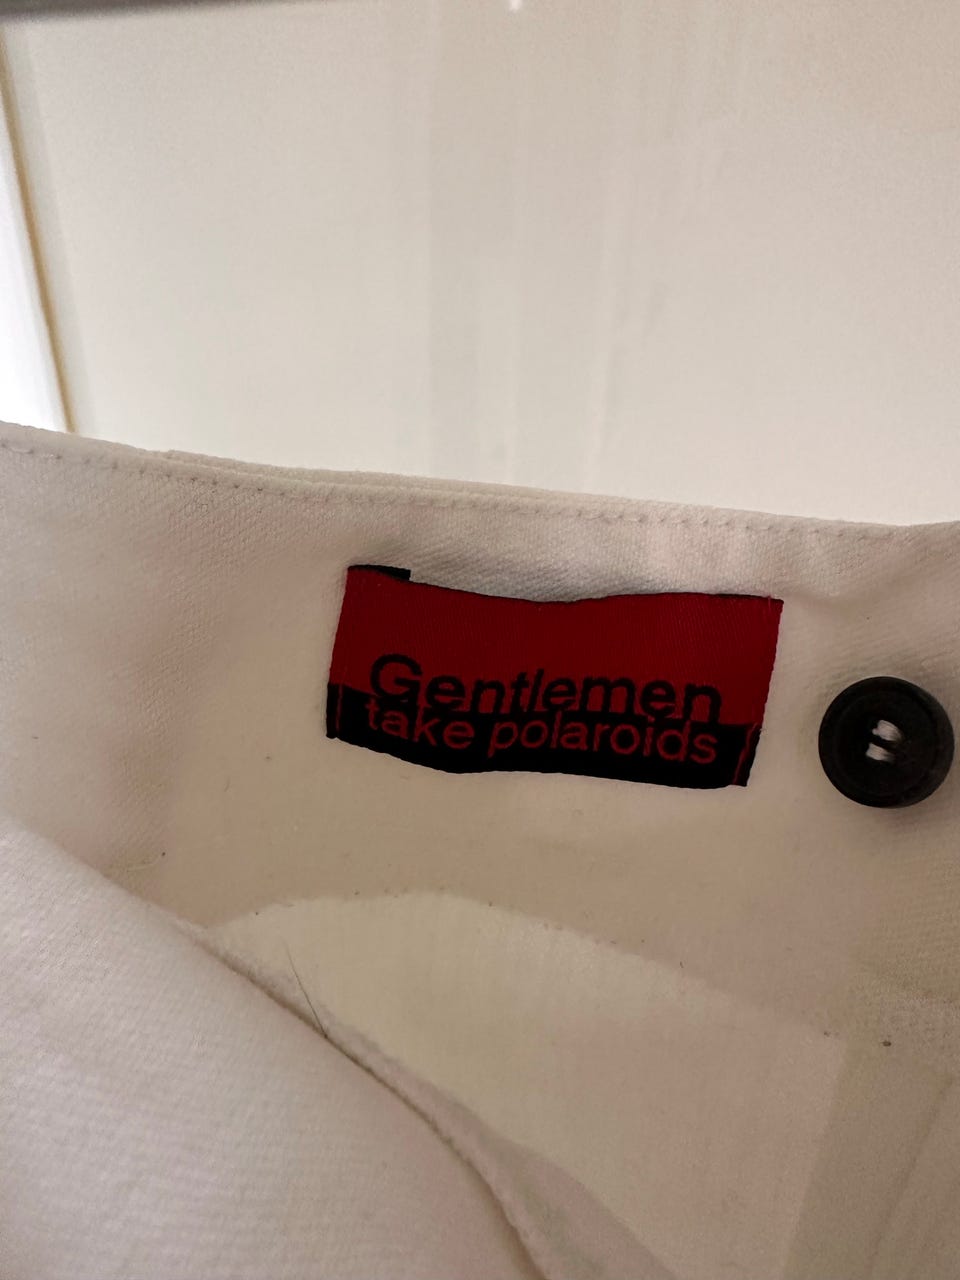 Gentlemen
take polaroids